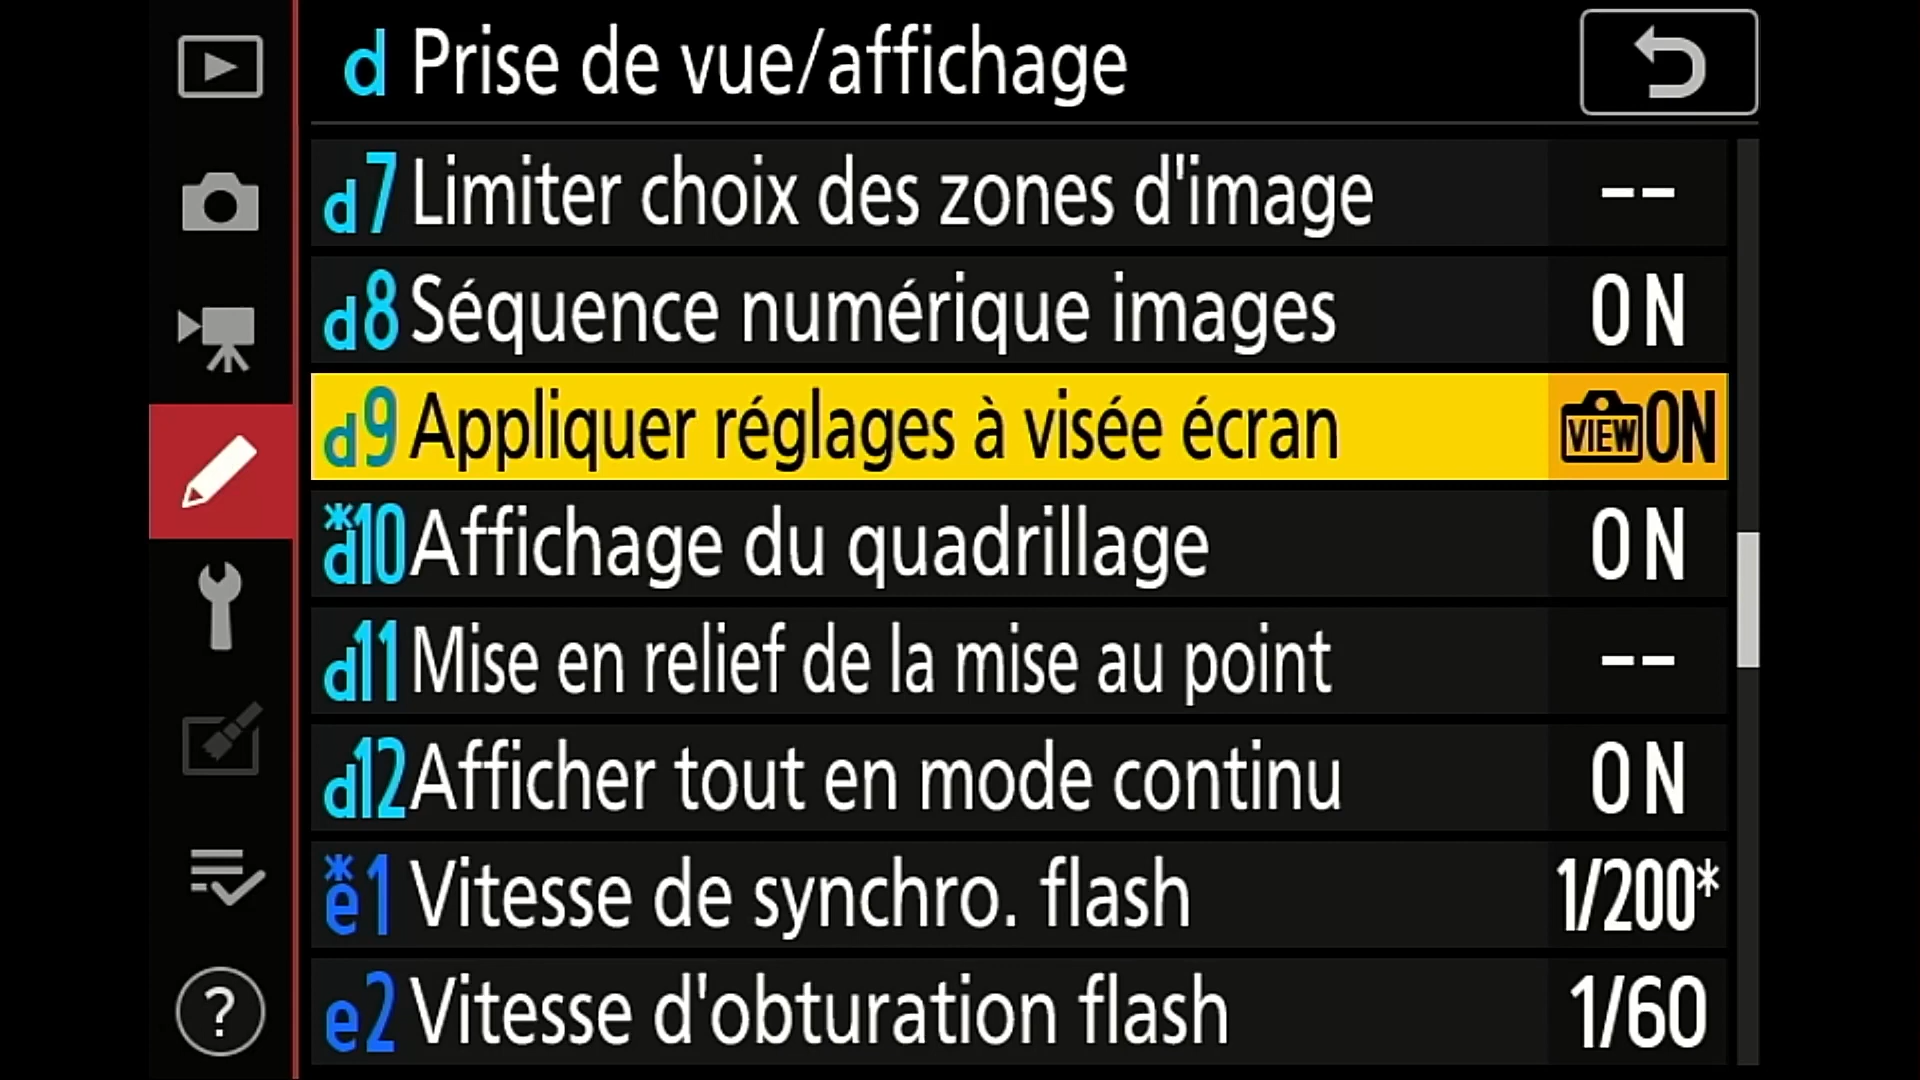 d Prise de vue/affichage
d7 Limiter choix des zones d'image --
d8 Séquence numérique images ON
d9 Appliquer réglages à visée écran VIEW ON
*d10 Affichage du quadrillage ON
d11 Mise en relief de la mise au point --
d12 Afficher tout en mode continu ON
*e1 Vitesse de synchro. flash 1/200*
e2 Vitesse d'obturation flash 1/60
?